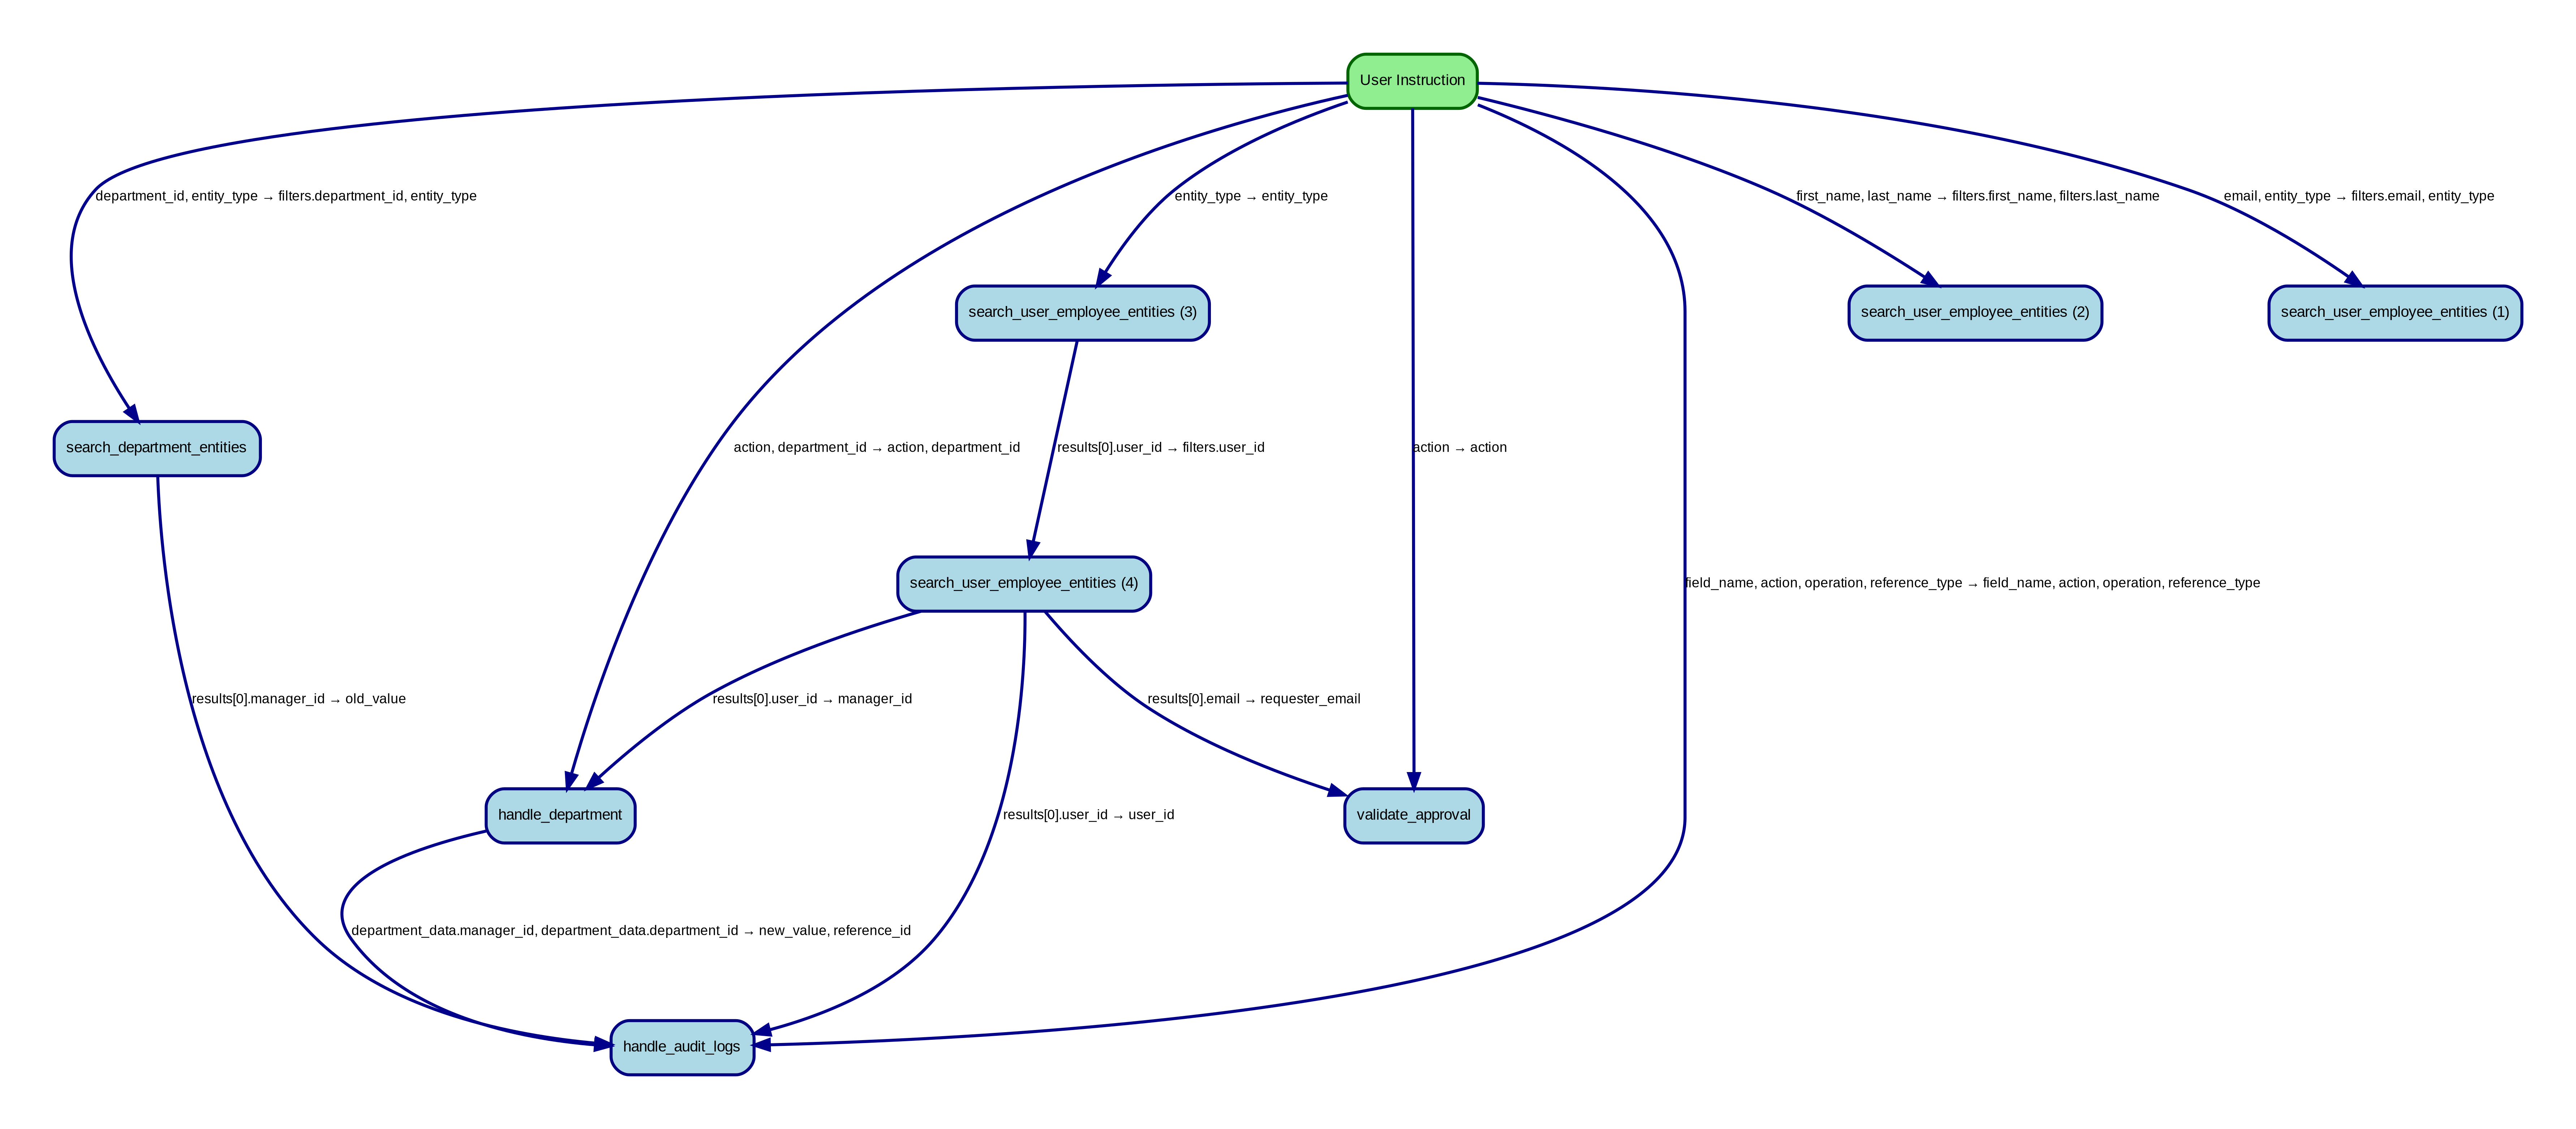 User Instruction
department_id, entity_type → filters.department_id, entity_type
entity_type → entity_type
first_name, last_name → filters.first_name, filters.last_name
email, entity_type → filters.email, entity_type
search_user_employee_entities (3)
search_user_employee_entities (2)
search_user_employee_entities (1)
search_department_entities
action, department_id → action, department_id
results[0].user_id → filters.user_id
action → action
search_user_employee_entities (4)
field_name, action, operation, reference_type → field_name, action, operation, reference_type
results[0].manager_id → old_value
results[0].user_id → manager_id
results[0].email → requester_email
handle_department
results[0].user_id → user_id
validate_approval
department_data.manager_id, department_data.department_id → new_value, reference_id
handle_audit_logs